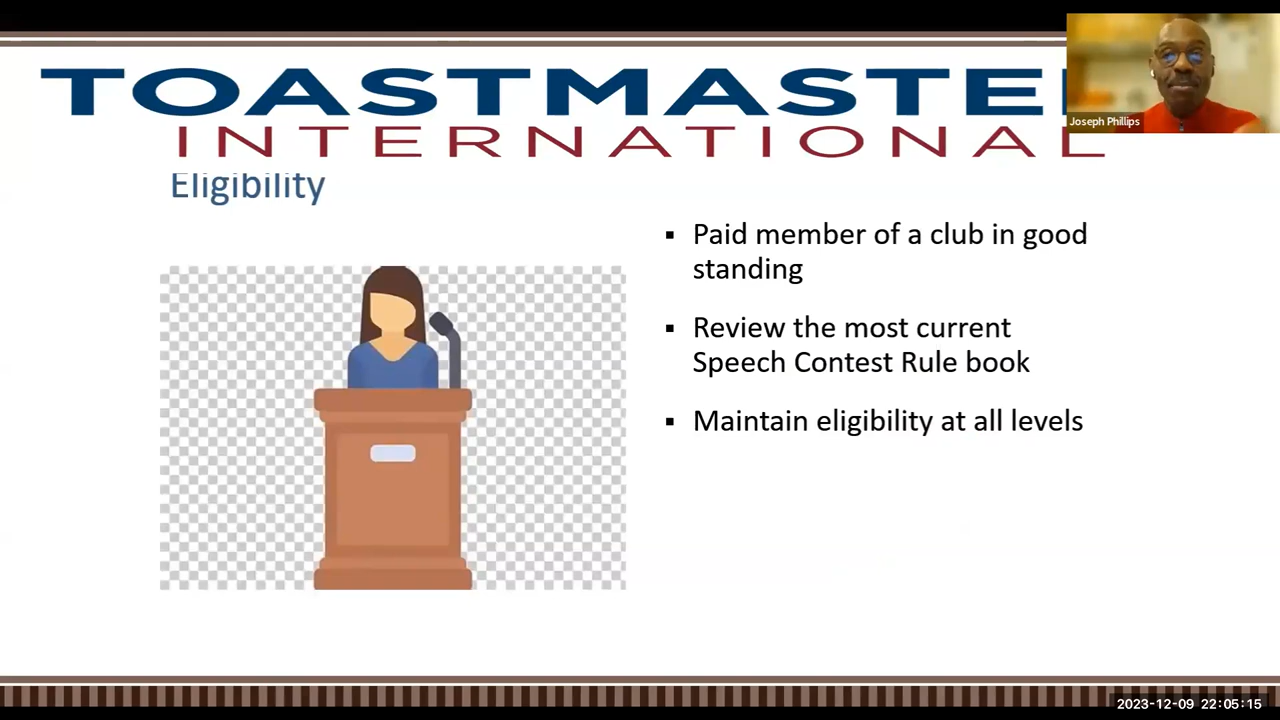 TOASTMASTE
INTERNATIONAL
Joseph Phillips
Eligibility
▪ Paid member of a club in good
standing
▪ Review the most current
Speech Contest Rule book
▪ Maintain eligibility at all levels
2023-12-09 22:05:15